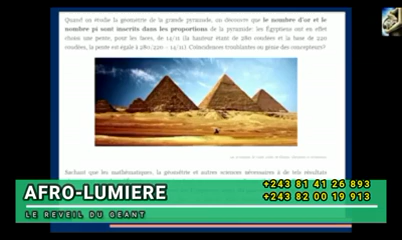 Quand on étudie la géométrie de la grande pyramide, on découvre que le nombre d'or et le
nombre pi sont inscrits dans les proportions de la pyramide: les Égyptiens ont en effet
choisi une pente, pour les faces, de 14/11 (la hauteur étant de 280 coudées et la base de 220
coudées, la pente est égale à 280/220 = 14/11). Coïncidences troublantes ou génie des concepteurs?
Sachant que les mathématiques, la géométrie et autres sciences nécessaires à de tels résultats
AFRO-LUMIERE
+243 81 41 26 893
+243 82 00 19 913
LE REVEIL DU GEANT